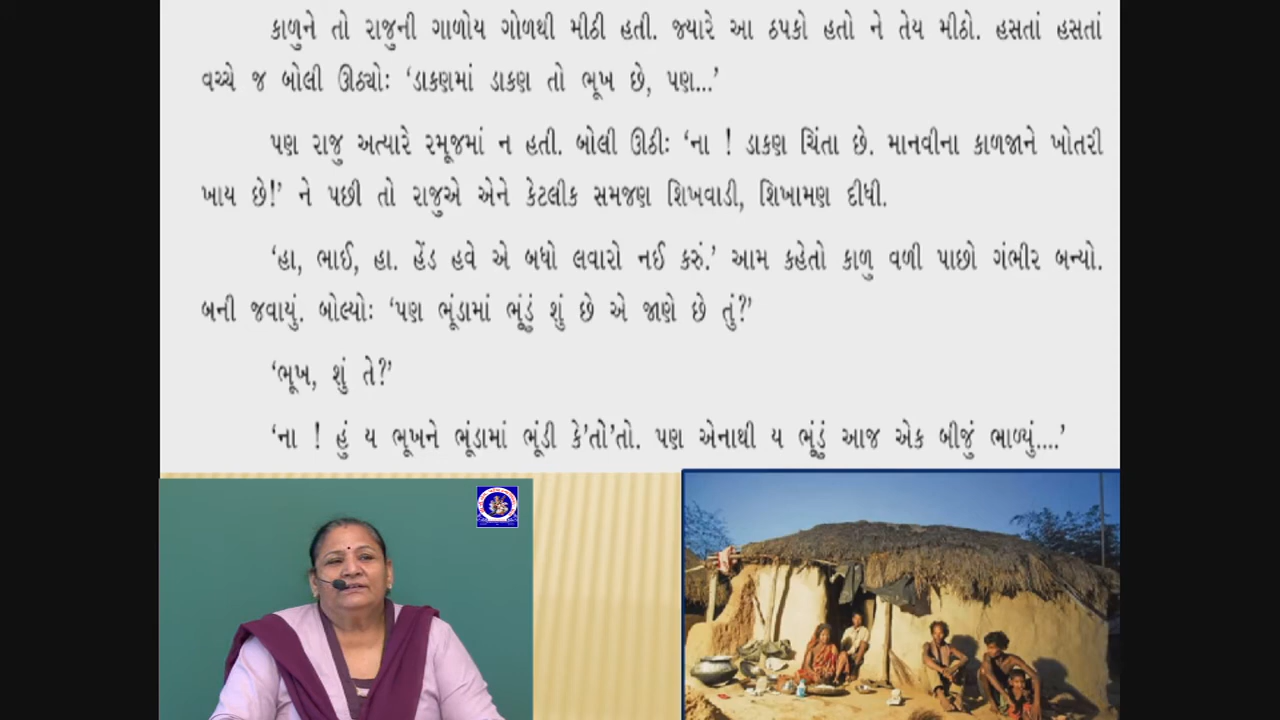 કાળુને તો રાજુની ગાળોય ગોળથી મીઠી હતી. જ્યારે આ ઠપકો હતો ને તેય મીઠો. હસતાં હસતાં
વચ્ચે જ બોલી ઊઠ્યોઃ ‘ડાકણમાં ડાકણ તો ભૂખ છે, પણ...’
પણ રાજુ અત્યારે રમૂજમાં ન હતી. બોલી ઊઠીઃ ‘ના ! ડાકણ ચિંતા છે. માનવીના કાળજાને ખોતરી
ખાય છે!’ ને પછી તો રાજુએ એને કેટલીક સમજણ શિખવાડી, શિખામણ દીધી.
‘હા, ભાઈ, હા. હેંડ હવે એ બધો લવારો નઈ કરું.’ આમ કહેતો કાળુ વળી પાછો ગંભીર બન્યો.
બની જવાયું. બોલ્યોઃ ‘પણ ભૂંડામાં ભૂંડું શું છે એ જાણે છે તું?’
‘ભૂખ, શું તે?’
‘ના ! હું ય ભૂખને ભૂંડામાં ભૂંડી કે’તો’તો. પણ એનાથી ય ભૂંડું આજ એક બીજું ભાળ્યું....’